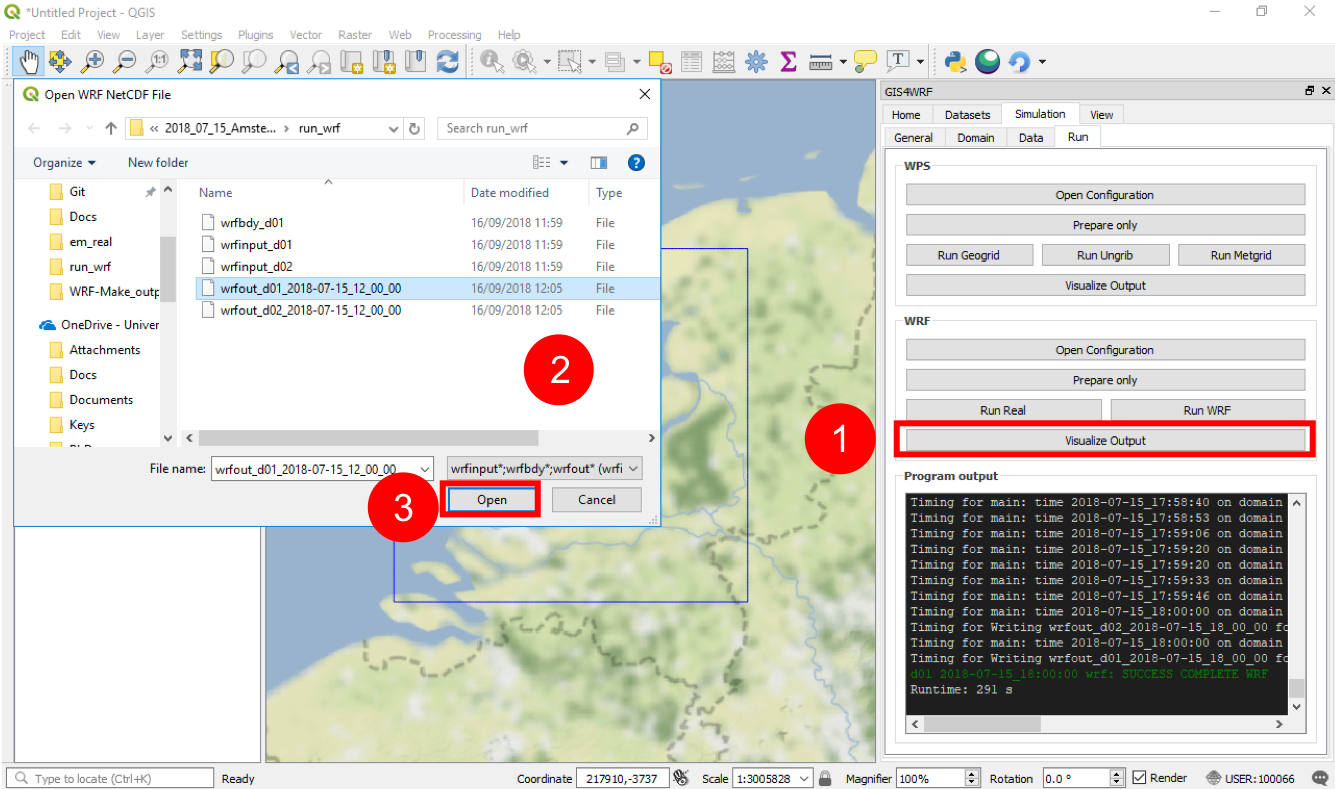 *Untitled Project - QGIS
Project Edit View Layer Settings Plugins Vector Raster Web Processing Help
1:1
T
Open WRF NetCDF File
« 2018_07_15_Amste... › run_wrf
Search run_wrf
Organize
New folder
?
Git
Docs
em_real
run_wrf
WRF-Make_outp
OneDrive - Univer
Attachments
Docs
Documents
Keys
Name Date modified Type
wrfbdy_d01 16/09/2018 11:59 File
wrfinput_d01 16/09/2018 11:59 File
wrfinput_d02 16/09/2018 11:59 File
wrfout_d01_2018-07-15_12_00_00 16/09/2018 12:05 File
wrfout_d02_2018-07-15_12_00_00 16/09/2018 12:05 File
2
File name: wrfout_d01_2018-07-15_12_00_00
wrfinput*;wrfbdy*;wrfout* (wrfi
3
Open
Cancel
GIS4WRF
Home Datasets Simulation View
General Domain Data Run
WPS
Open Configuration
Prepare only
Run Geogrid Run Ungrib Run Metgrid
Visualize Output
WRF
Open Configuration
Prepare only
Run Real Run WRF
1
Visualize Output
Program output
Timing for main: time 2018-07-15_17:58:40 on domain
Timing for main: time 2018-07-15_17:58:53 on domain
Timing for main: time 2018-07-15_17:59:06 on domain
Timing for main: time 2018-07-15_17:59:20 on domain
Timing for main: time 2018-07-15_17:59:20 on domain
Timing for main: time 2018-07-15_17:59:33 on domain
Timing for main: time 2018-07-15_17:59:46 on domain
Timing for main: time 2018-07-15_18:00:00 on domain
Timing for Writing wrfout_d02_2018-07-15_18_00_00 fo
Timing for main: time 2018-07-15_18:00:00 on domain
Timing for Writing wrfout_d01_2018-07-15_18_00_00 fo
d01 2018-07-15_18:00:00 wrf: SUCCESS COMPLETE WRF
Runtime: 291 s
Type to locate (Ctrl+K) Ready Coordinate 217910,-3737 Scale 1:3005828 Magnifier 100% Rotation 0.0 ° Render USER:100066